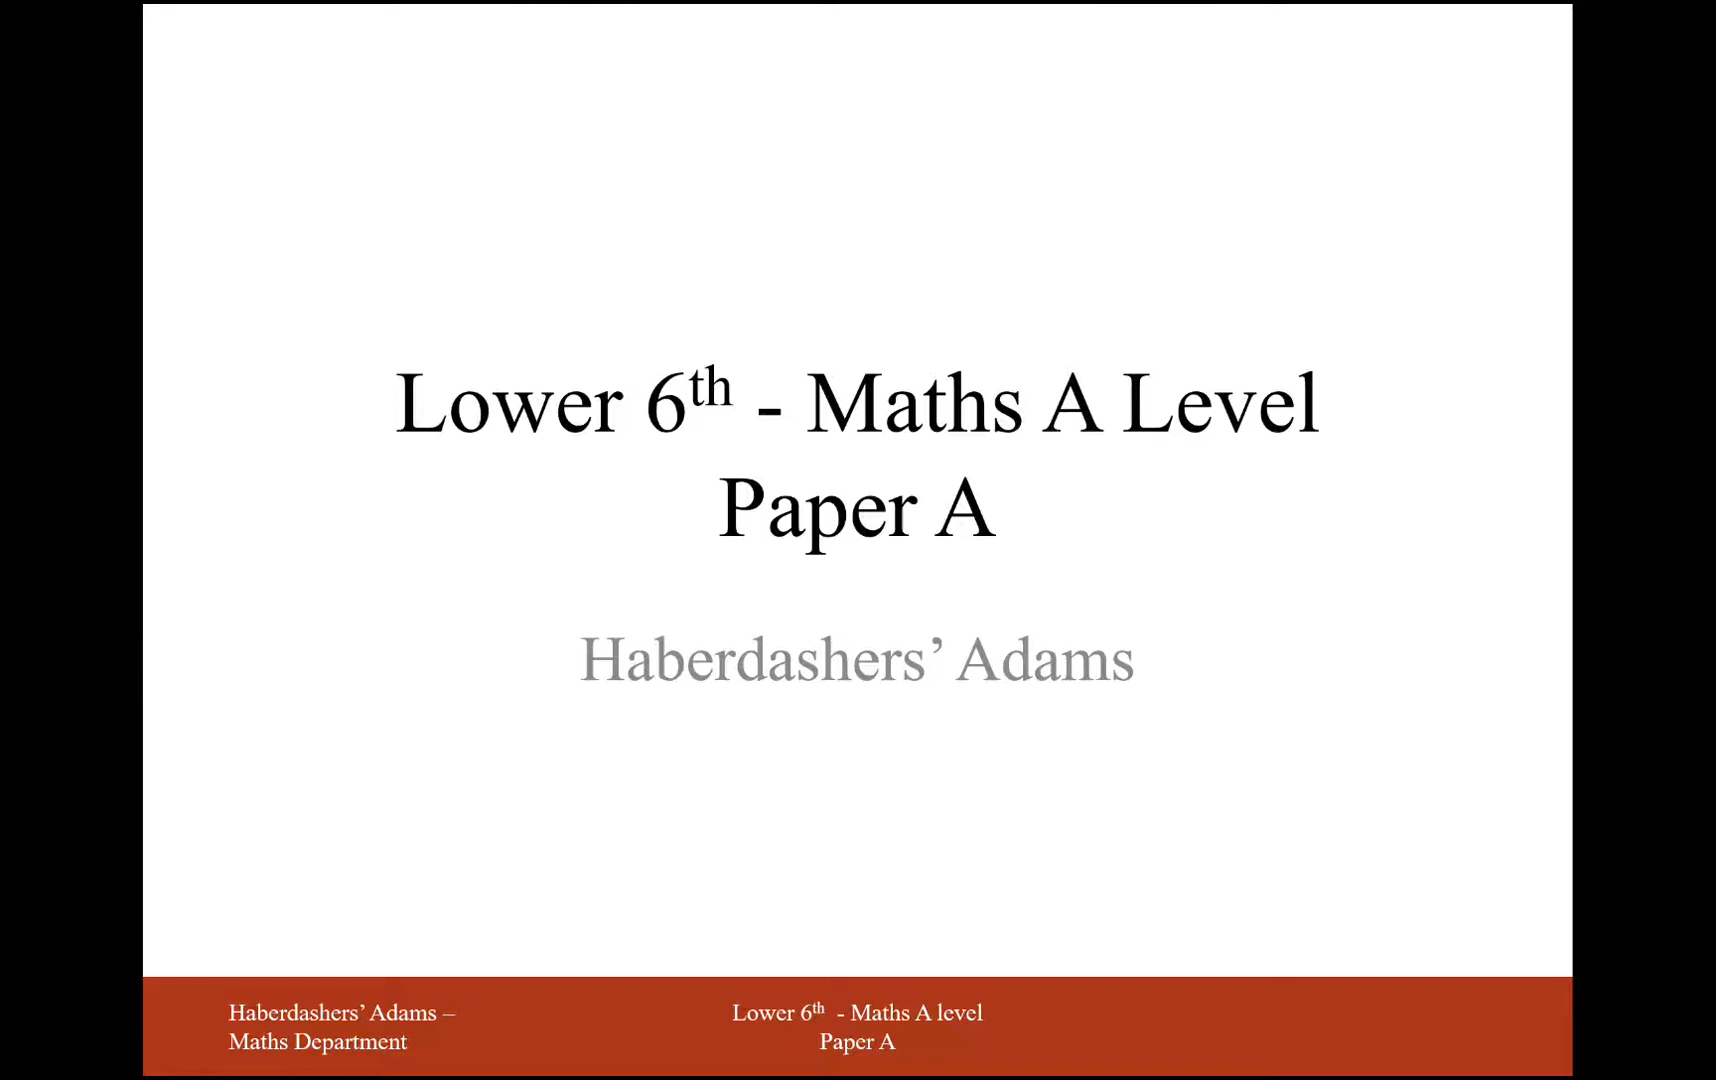 Lower 6th - Maths A Level
Paper A
Haberdashers’ Adams
Haberdashers’ Adams –
Maths Department
Lower 6th - Maths A level
Paper A